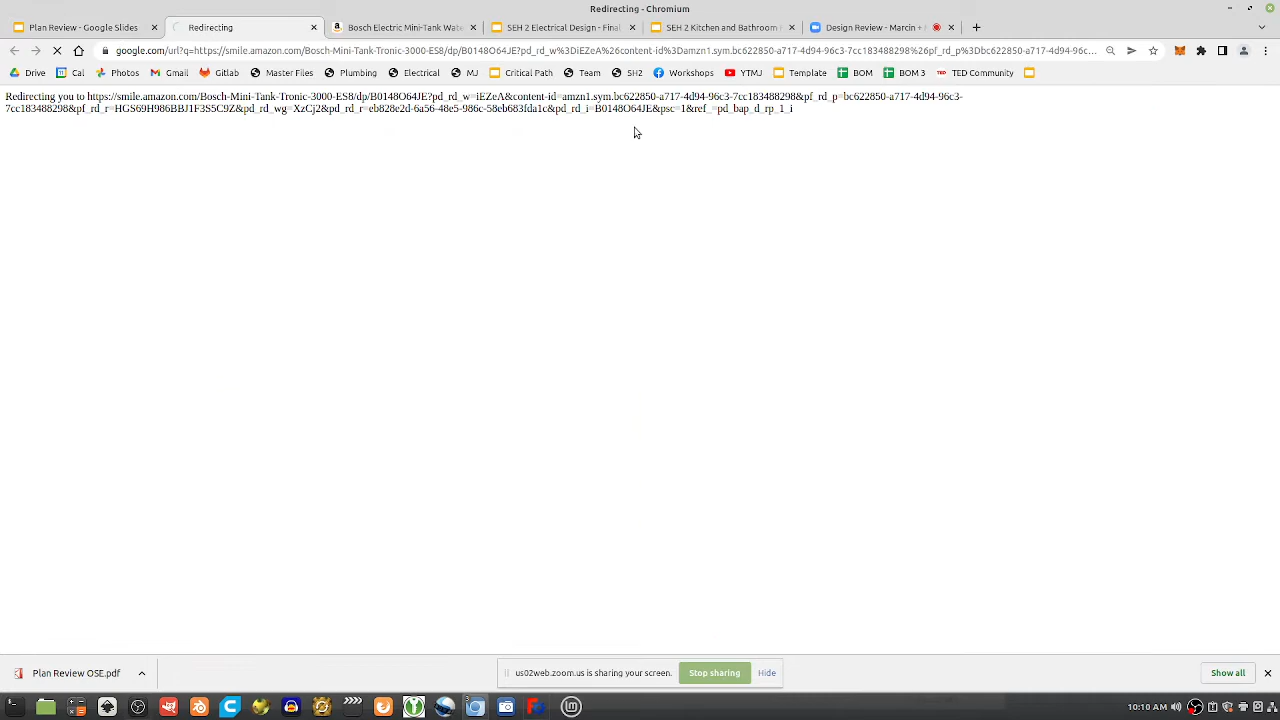 Redirecting - Chromium
Plan Review - Google Slides
Redirecting
Bosch Electric Mini-Tank Wate
SEH 2 Electrical Design - Final
SEH 2 Kitchen and Bathroom
Design Review - Marcin +
google.com/url?q=https://smile.amazon.com/Bosch-Mini-Tank-Tronic-3000-ES8/dp/B0148O64JE?pd_rd_w%3DiEZeA%26content-id%3Damzn1.sym.bc622850-a717-4d94-96c3-7cc183488298%26pf_rd_p%3Dbc622850-a717-4d94-96c...
Drive
Photos
Gmail
Gitlab
Master Files
Plumbing
Electrical
MJ
Critical Path
Team
SH2
Workshops
YTMT
Template
BOM
BOM 3
TED Community
Redirecting you to https://smile.amazon.com/Bosch-Mini-Tank-Tronic-3000-ES8/dp/B0148O64JE?pd_rd_w=iEZeA&content-id=amzn1.sym.bc622850-a717-4d94-96c3-7cc183488298&pf_rd_p=bc622850-a717-4d94-96c3-
7cc183488298&pf_rd_r=HGS69H986BBJ1F3S5C9Z&pd_rd_wg=XzCj2&pd_rd_r=eb828e2d-6a56-48e5-986c-58eb683fda1c&pd_rd_i=B0148O64JE&psc=1&ref_=pd_bap_d_rp_1_i
Plan Review OSE.pdf
us02web.zoom.us is sharing your screen.
Stop sharing
Hide
Show all
10:10 AM